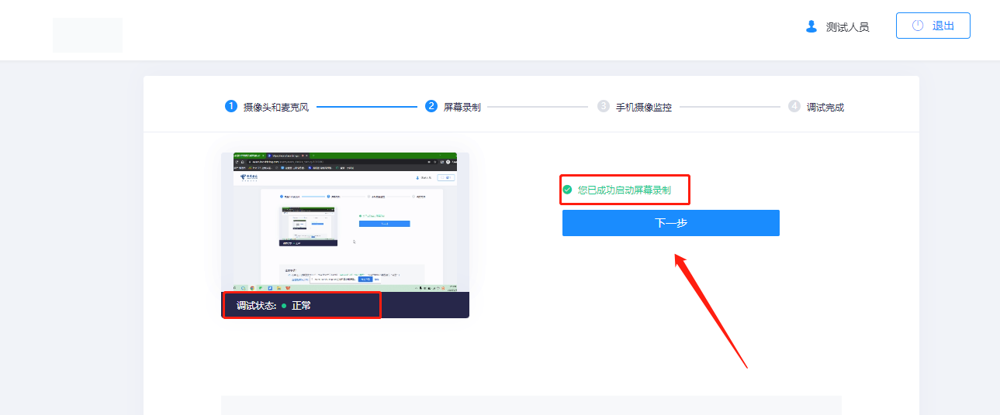 测试人员
退出
1 摄像头和麦克风
2 屏幕录制
3 手机摄像监控
4 调试完成
您已成功启动屏幕录制
下一步
调试状态: 正常